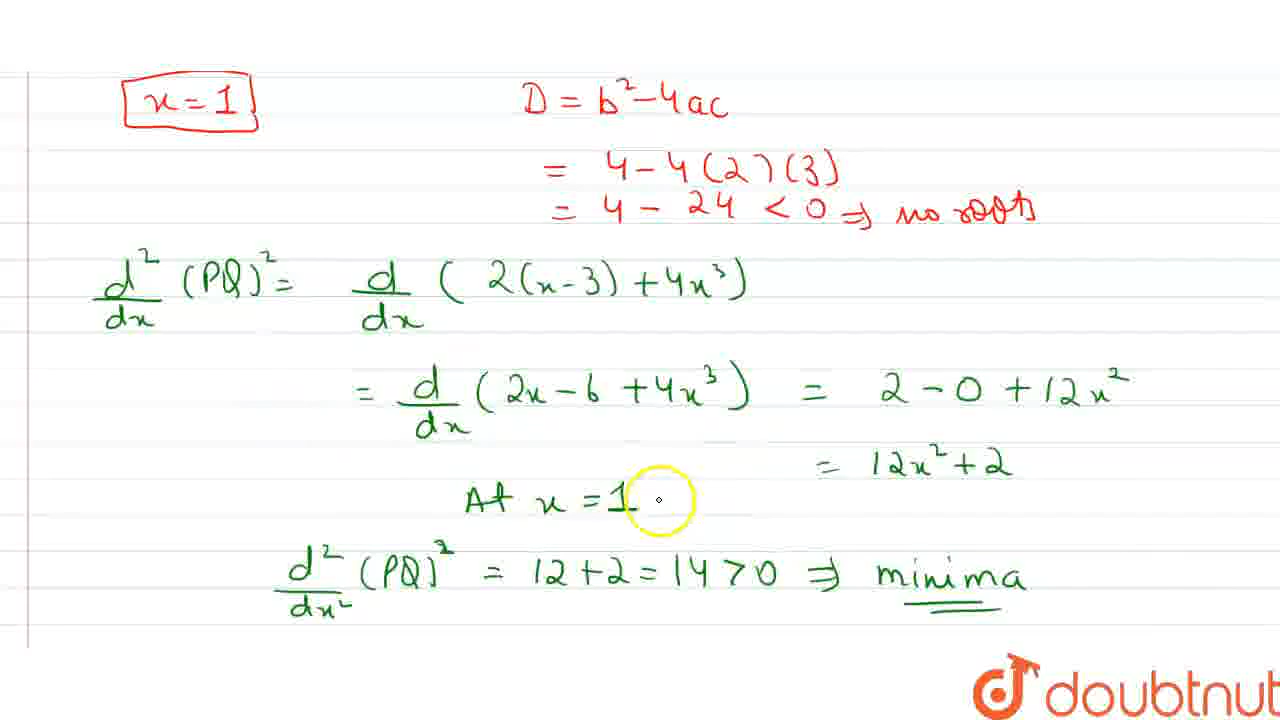 x = 1
D = b² - 4ac
= 4 - 4(2)(3)
= 4 - 24 < 0 ⇒ no roots
d²/dx (PQ)² = d/dx ( 2(x-3) + 4x³ )
= d/dx ( 2x - 6 + 4x³ ) = 2 - 0 + 12x²
= 12x² + 2
At x = 1
d²/dx² (PQ)² = 12 + 2 = 14 > 0 ⇒ minima
doubtnut